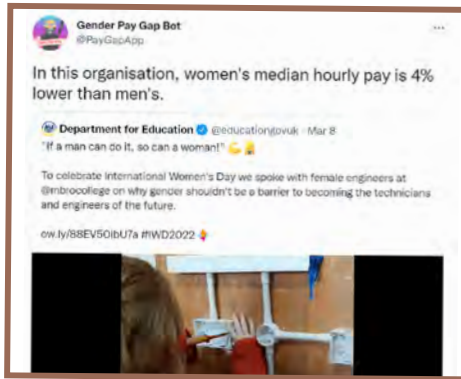 Gender Pay Gap Bot
@PayGapApp
In this organisation, women's median hourly pay is 4%
lower than men's.
Department for Education @educationgovuk · Mar 8
"If a man can do it, so can a woman!" 💪👷
To celebrate International Women's Day we spoke with female engineers at
@mbrocollege on why gender shouldn't be a barrier to becoming the technicians
and engineers of the future.
#IWD2022